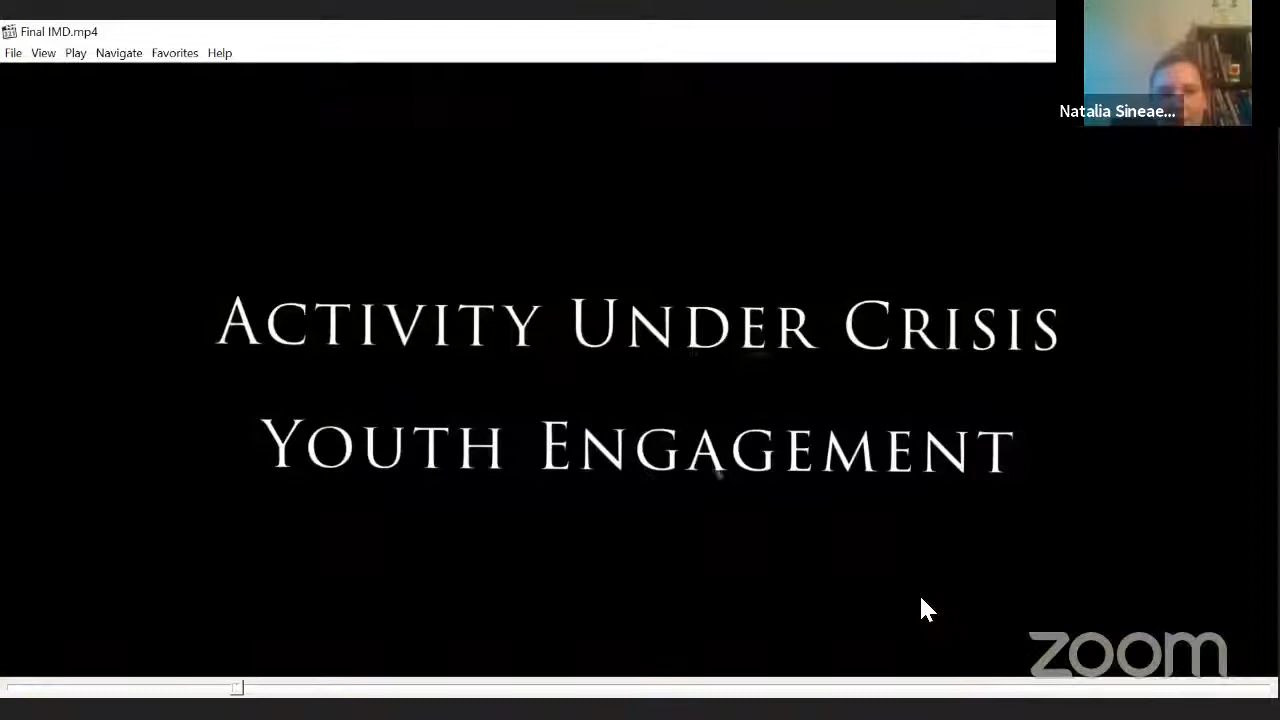 Final IMD.mp4
File View Play Navigate Favorites Help
Natalia Sineae...
ACTIVITY UNDER CRISIS
YOUTH ENGAGEMENT
zoom